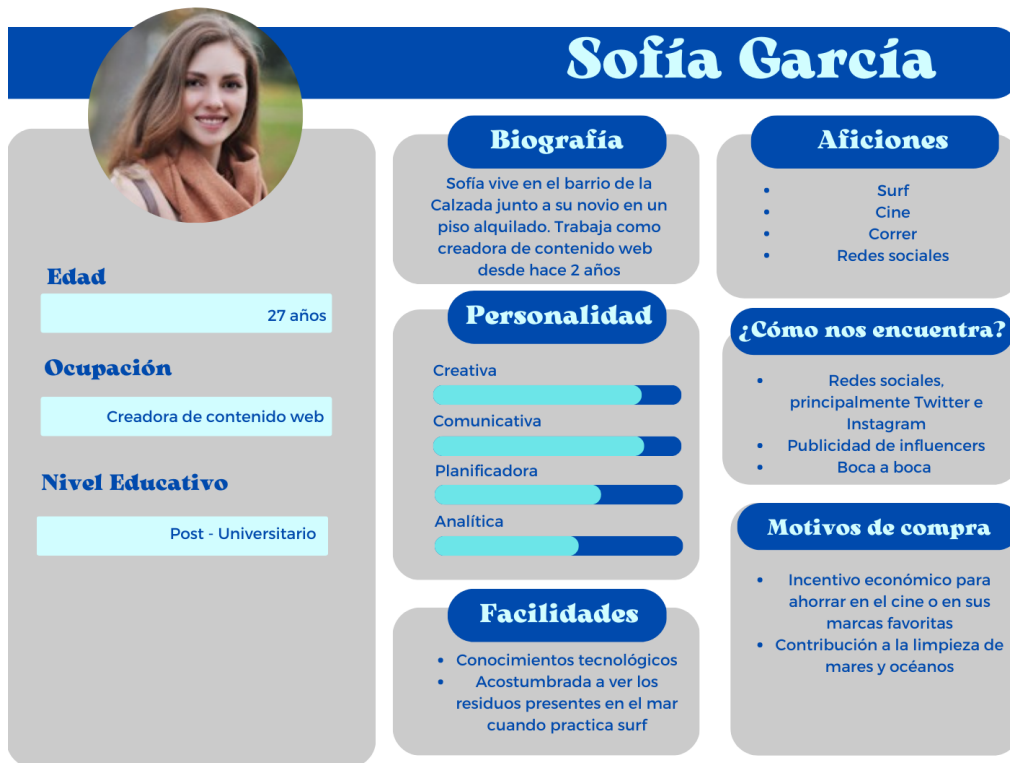 Sofía García
Edad
27 años
Ocupación
Creadora de contenido web
Nivel Educativo
Post - Universitario
Biografía
Sofía vive en el barrio de la
Calzada junto a su novio en un
piso alquilado. Trabaja como
creadora de contenido web
desde hace 2 años
Personalidad
Creativa
Comunicativa
Planificadora
Analítica
Facilidades
• Conocimientos tecnológicos
• Acostumbrada a ver los
residuos presentes en el mar
cuando practica surf
Aficiones
• Surf
• Cine
• Correr
• Redes sociales
¿Cómo nos encuentra?
• Redes sociales,
principalmente Twitter e
Instagram
• Publicidad de influencers
• Boca a boca
Motivos de compra
• Incentivo económico para
ahorrar en el cine o en sus
marcas favoritas
• Contribución a la limpieza de
mares y océanos